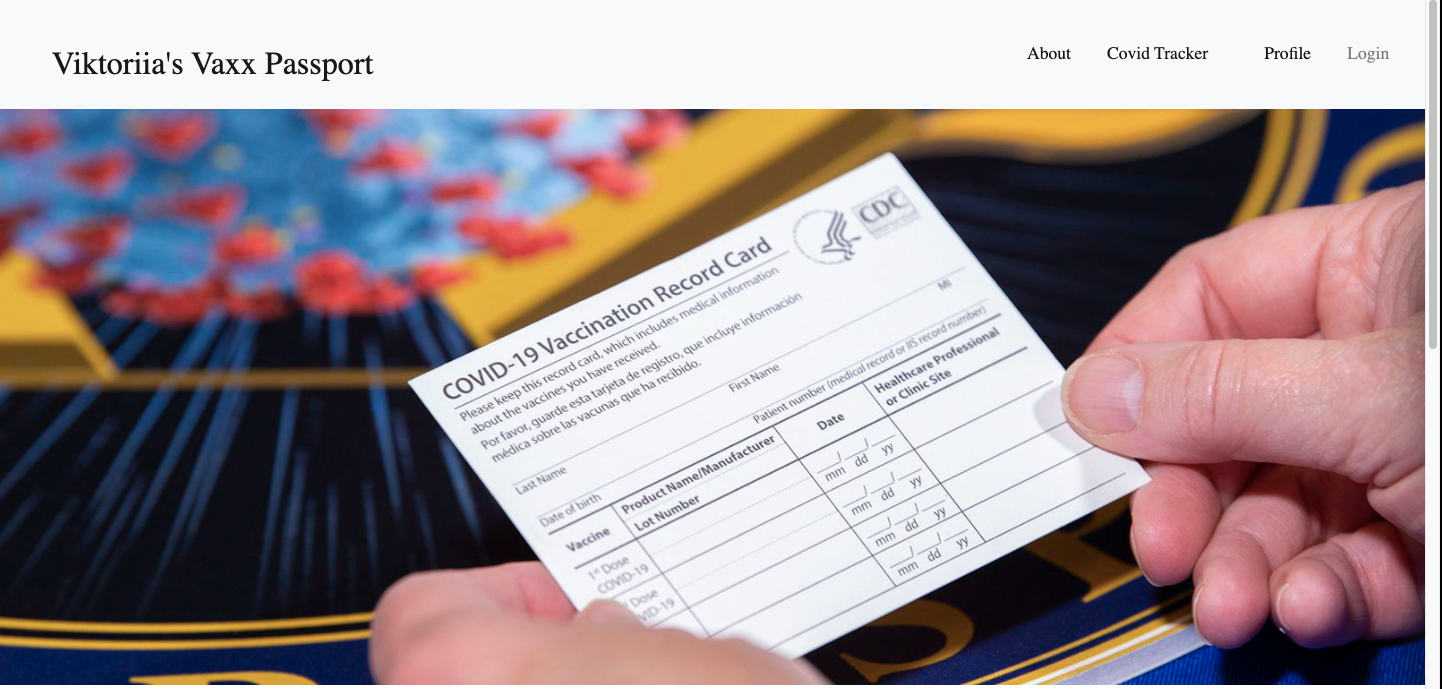 Viktoriia's Vaxx Passport
About Covid Tracker Profile Login
CDC
COVID-19 Vaccination Record Card
Please keep this record card, which includes medical information
about the vaccines you have received.
Por favor, guarde esta tarjeta de registro, que incluye información
médica sobre las vacunas que ha recibido.
Last Name First Name MI
Date of birth Patient number (medical record or IIS record number)
Vaccine Product Name/Manufacturer Date Healthcare Professional
Lot Number or Clinic Site
1st Dose
COVID-19
mm dd yy
Dose
mm dd yy
mm dd yy
mm dd yy